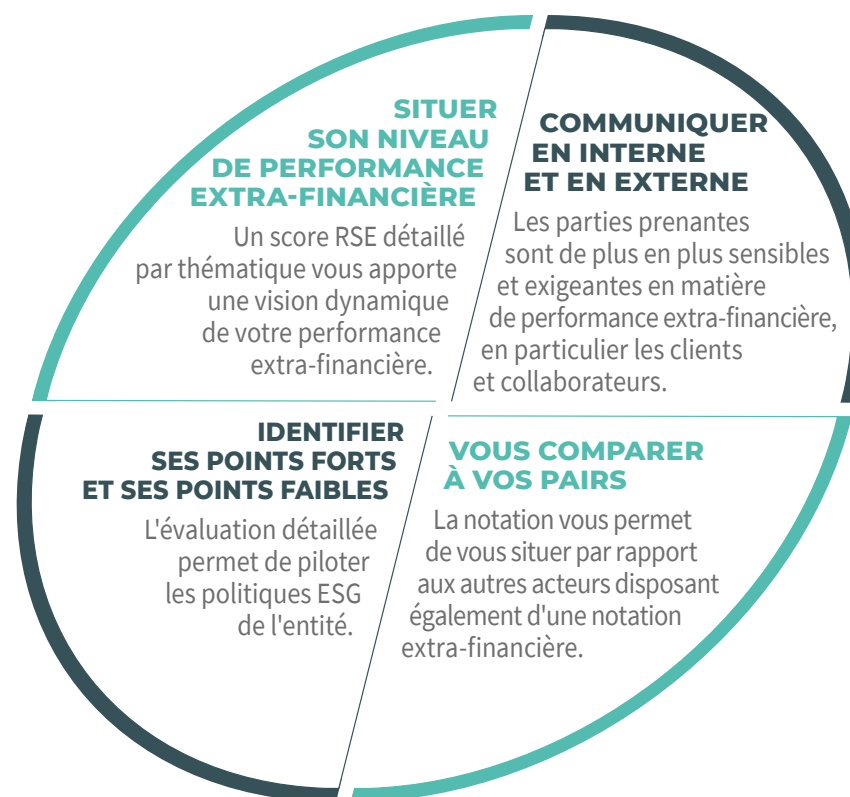 SITUER
SON NIVEAU
DE PERFORMANCE
EXTRA-FINANCIÈRE
Un score RSE détaillé
par thématique vous apporte
une vision dynamique
de votre performance
extra-financière.
COMMUNIQUER
EN INTERNE
ET EN EXTERNE
Les parties prenantes
sont de plus en plus sensibles
et exigeantes en matière
de performance extra-financière,
en particulier les clients
et collaborateurs.
IDENTIFIER
SES POINTS FORTS
ET SES POINTS FAIBLES
L'évaluation détaillée
permet de piloter
les politiques ESG
de l'entité.
VOUS COMPARER
À VOS PAIRS
La notation vous permet
de vous situer par rapport
aux autres acteurs disposant
également d'une notation
extra-financière.